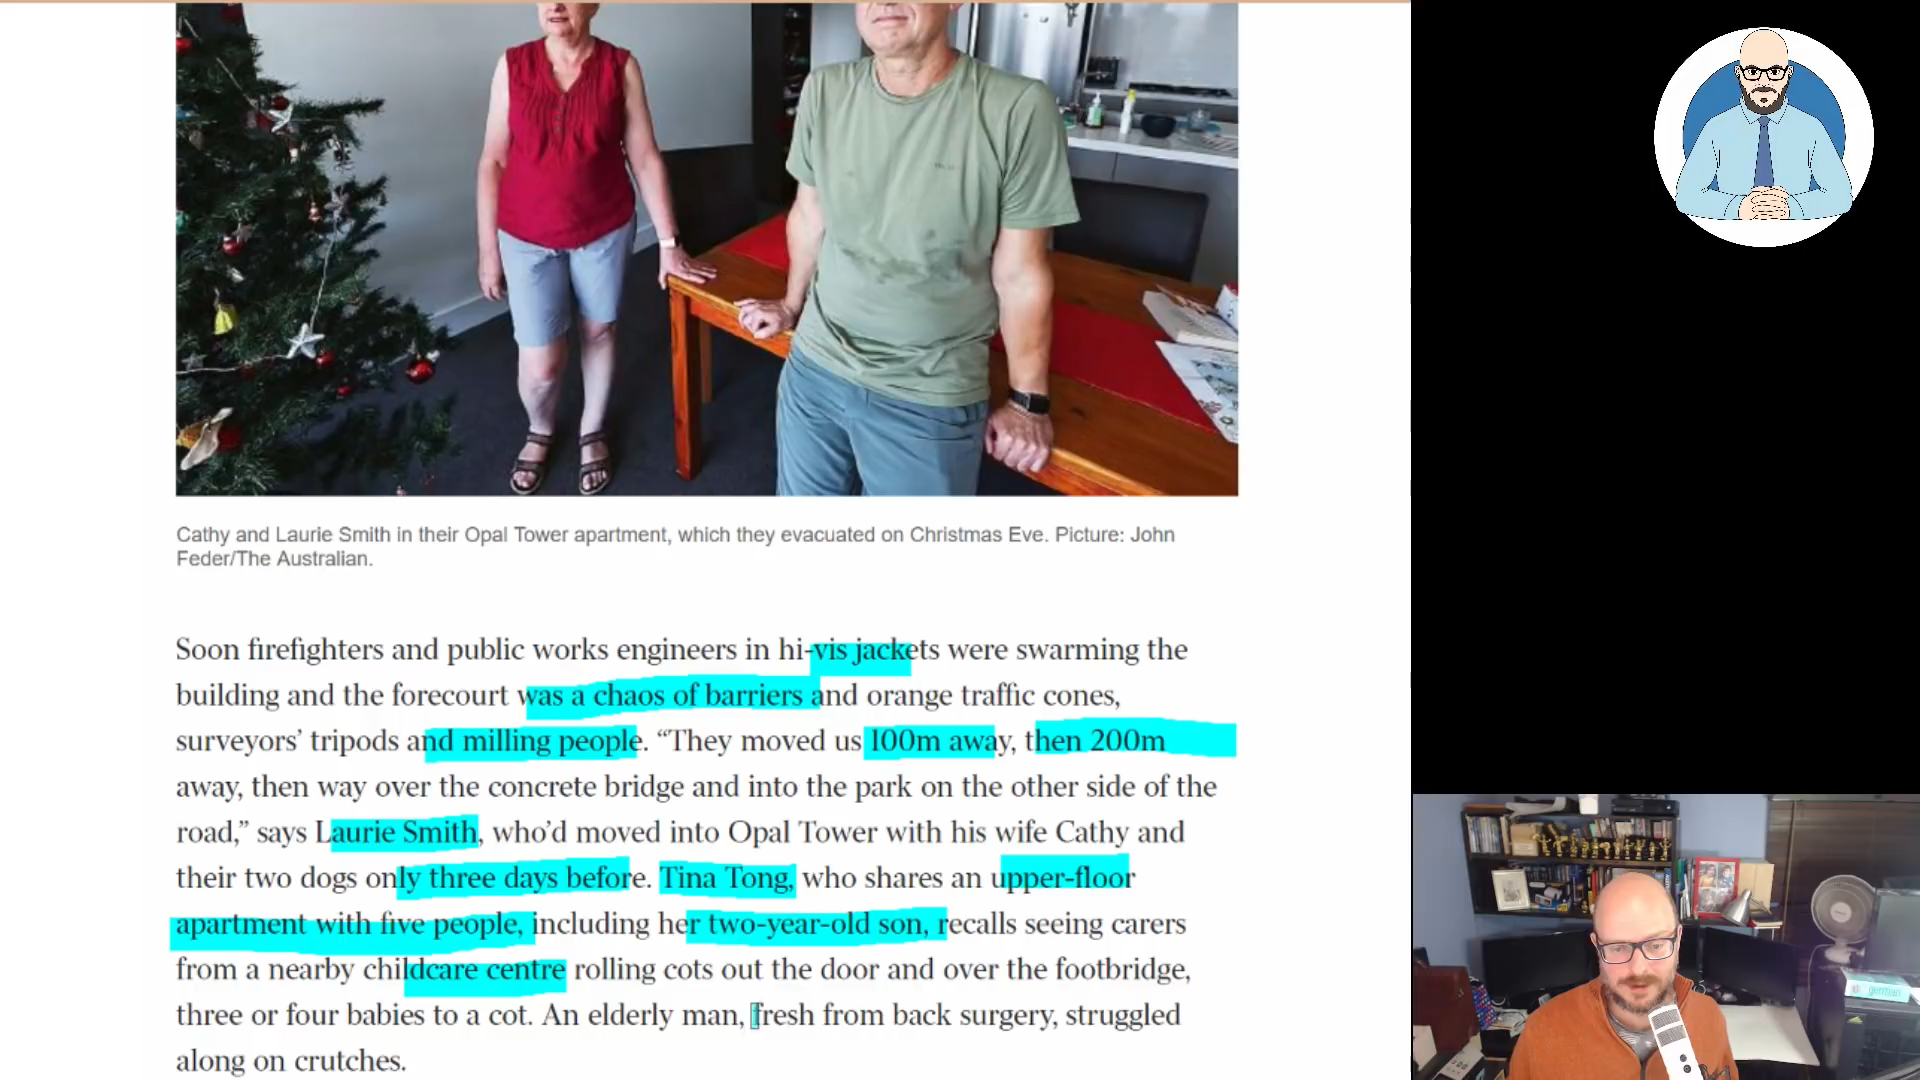 Cathy and Laurie Smith in their Opal Tower apartment, which they evacuated on Christmas Eve. Picture: John
Feder/The Australian.
Soon firefighters and public works engineers in hi-vis jackets were swarming the
building and the forecourt was a chaos of barriers and orange traffic cones,
surveyors’ tripods and milling people. “They moved us 100m away, then 200m
away, then way over the concrete bridge and into the park on the other side of the
road,” says Laurie Smith, who’d moved into Opal Tower with his wife Cathy and
their two dogs only three days before. Tina Tong, who shares an upper-floor
apartment with five people, including her two-year-old son, recalls seeing carers
from a nearby childcare centre rolling cots out the door and over the footbridge,
three or four babies to a cot. An elderly man, fresh from back surgery, struggled
along on crutches.
german